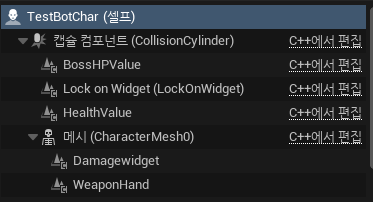 TestBotChar (셀프)
캡슐 컴포넌트 (CollisionCylinder) C++에서 편집
BossHPValue C++에서 편집
Lock on Widget (LockOnWidget) C++에서 편집
HealthValue C++에서 편집
메시 (CharacterMesh0) C++에서 편집
Damagewidget
WeaponHand